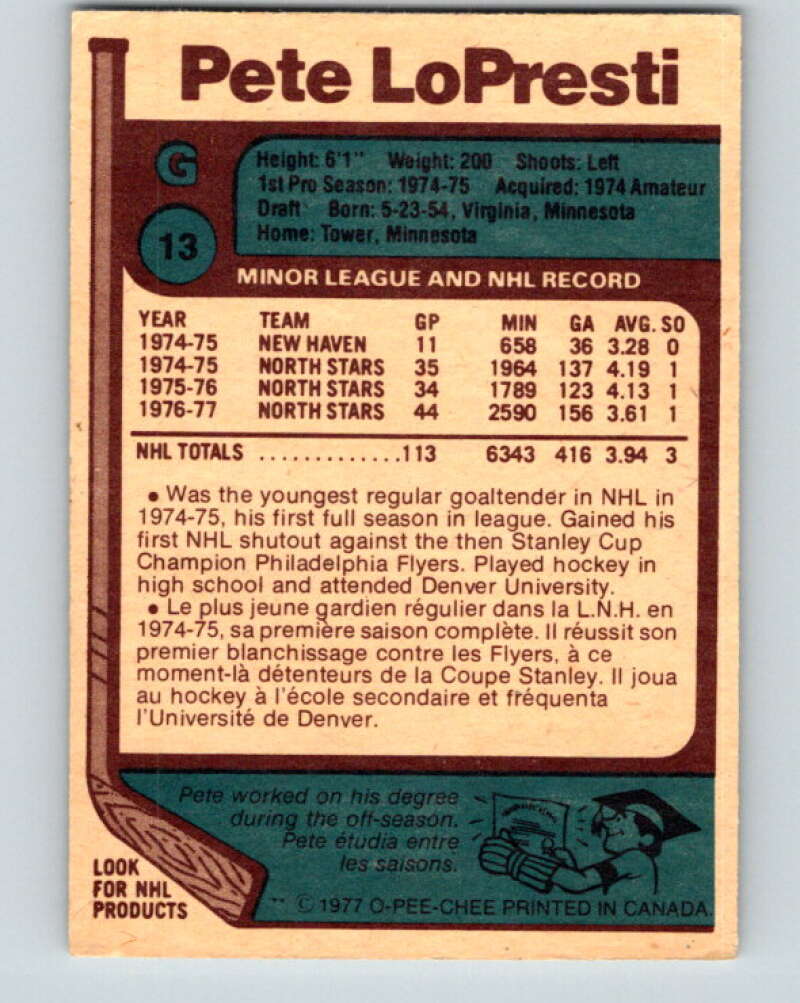 Pete LoPresti
G
Height: 6'1" Weight: 200 Shoots: Left
1st Pro Season: 1974-75 Acquired: 1974 Amateur
Draft Born: 5-23-54, Virginia, Minnesota
Home: Tower, Minnesota
13
MINOR LEAGUE AND NHL RECORD
YEAR TEAM GP MIN GA AVG. SO
1974-75 NEW HAVEN 11 658 36 3.28 0
1974-75 NORTH STARS 35 1964 137 4.19 1
1975-76 NORTH STARS 34 1789 123 4.13 1
1976-77 NORTH STARS 44 2590 156 3.61 1
NHL TOTALS .............113 6343 416 3.94 3
• Was the youngest regular goaltender in NHL in
1974-75, his first full season in league. Gained his
first NHL shutout against the then Stanley Cup
Champion Philadelphia Flyers. Played hockey in
high school and attended Denver University.
• Le plus jeune gardien régulier dans la L.N.H. en
1974-75, sa première saison complète. Il réussit son
premier blanchissage contre les Flyers, à ce
moment-là détenteurs de la Coupe Stanley. Il joua
au hockey à l'école secondaire et fréquenta
l'Université de Denver.
Pete worked on his degree
during the off-season.
Pete étudia entre
les saisons.
LOOK
FOR NHL
PRODUCTS
** © 1977 O-PEE-CHEE PRINTED IN CANADA.